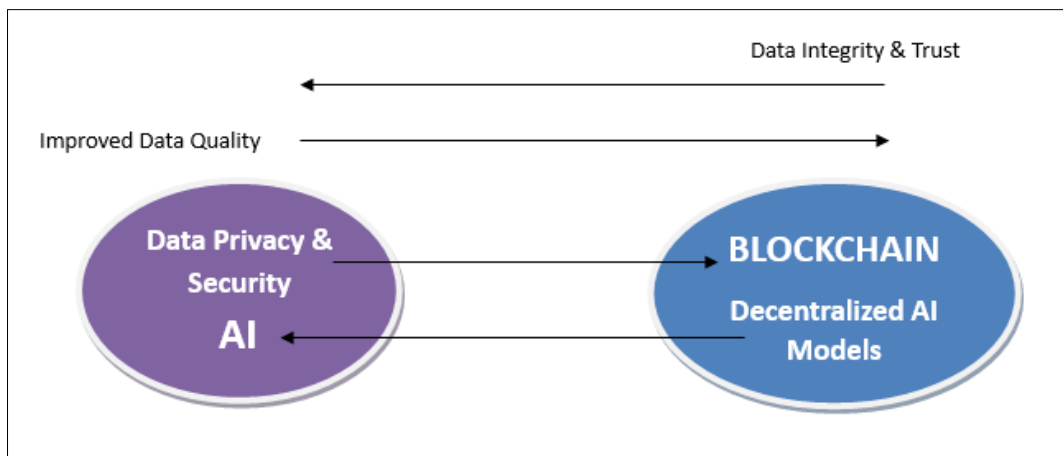 Data Integrity & Trust
Improved Data Quality
Data Privacy &
Security
AI
BLOCKCHAIN
Decentralized AI
Models